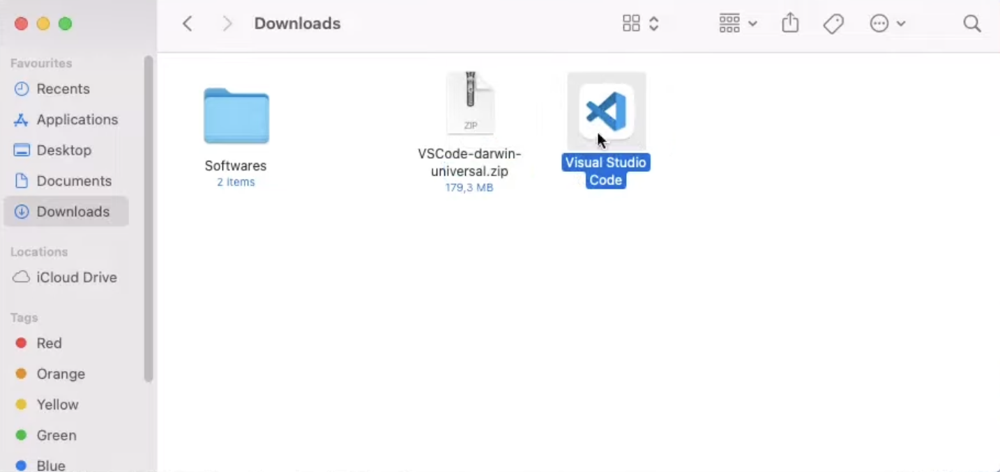 Downloads
Favourites
Recents
Applications
Desktop
Documents
Downloads
Locations
iCloud Drive
Tags
Red
Orange
Yellow
Green
Blue
Softwares
2 items
ZIP
VSCode-darwin-
universal.zip
179,3 MB
Visual Studio
Code